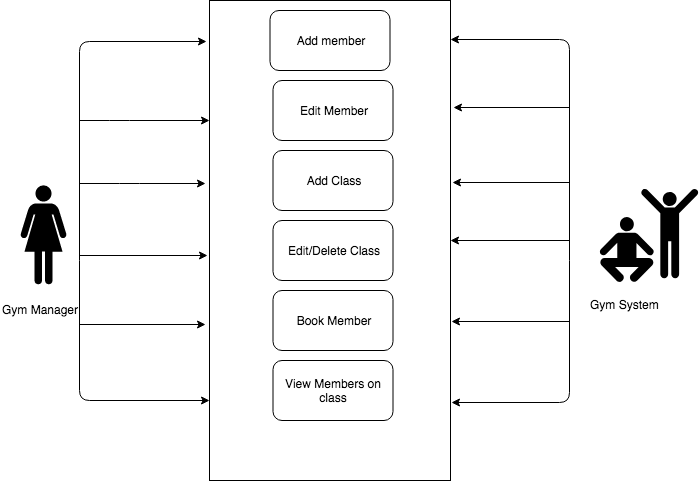 Add member
Edit Member
Add Class
Edit/Delete Class
Gym Manager
Gym System
Book Member
View Members on
class